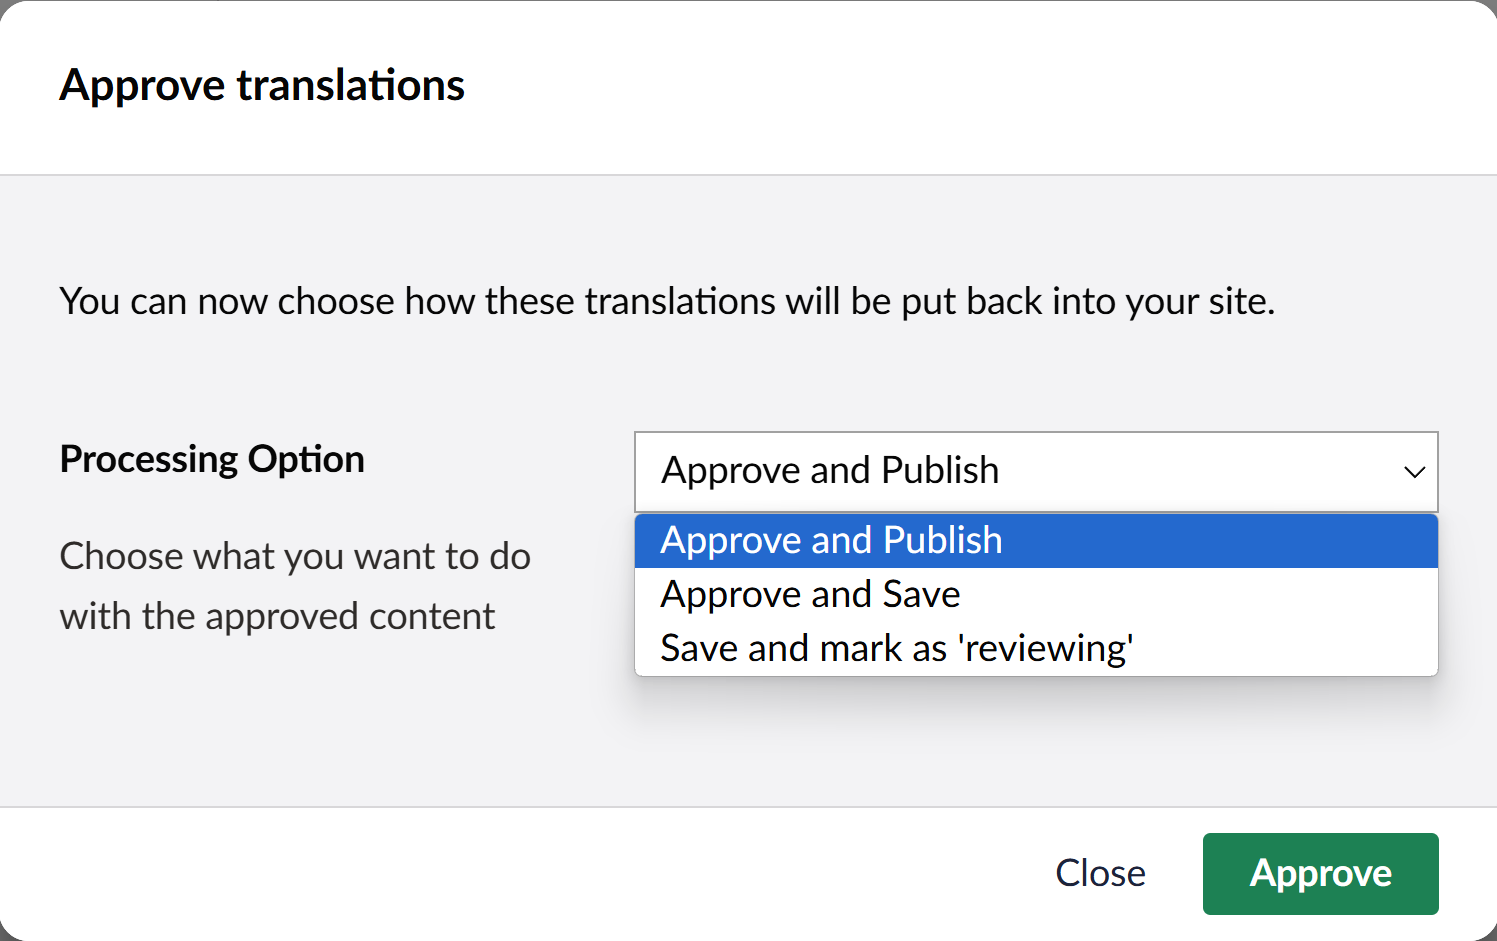 Approve translations
You can now choose how these translations will be put back into your site.
Processing Option
Choose what you want to do
with the approved content
Approve and Publish
Approve and Publish
Approve and Save
Save and mark as 'reviewing'
Close
Approve